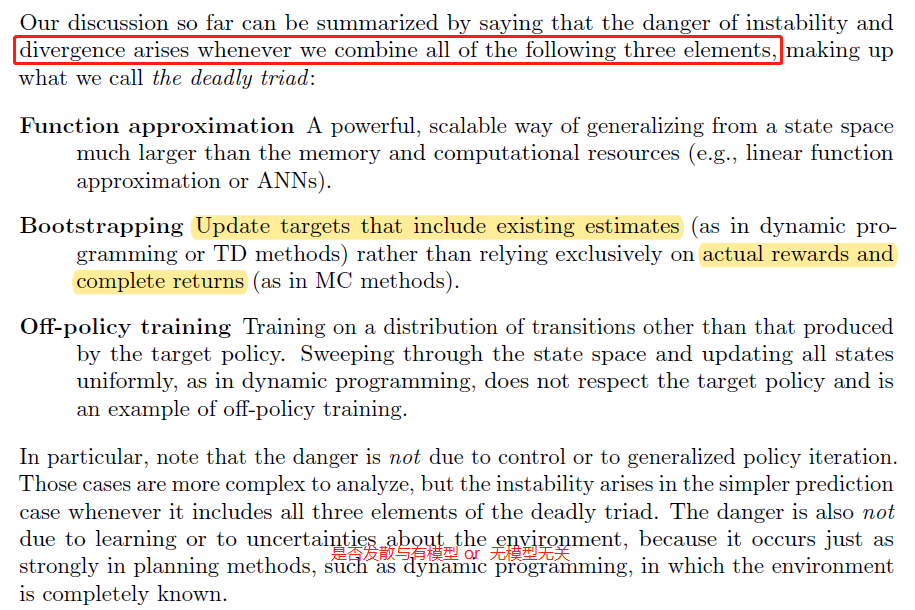 Our discussion so far can be summarized by saying that the danger of instability and
divergence arises whenever we combine all of the following three elements, making up
what we call the deadly triad:
Function approximation A powerful, scalable way of generalizing from a state space
much larger than the memory and computational resources (e.g., linear function
approximation or ANNs).
Bootstrapping Update targets that include existing estimates (as in dynamic pro-
gramming or TD methods) rather than relying exclusively on actual rewards and
complete returns (as in MC methods).
Off-policy training Training on a distribution of transitions other than that produced
by the target policy. Sweeping through the state space and updating all states
uniformly, as in dynamic programming, does not respect the target policy and is
an example of off-policy training.
In particular, note that the danger is not due to control or to generalized policy iteration.
Those cases are more complex to analyze, but the instability arises in the simpler prediction
case whenever it includes all three elements of the deadly triad. The danger is also not
due to learning or to uncertainties about the environment, because it occurs just as
是否发散与有模型 or 无模型无关
strongly in planning methods, such as dynamic programming, in which the environment
is completely known.